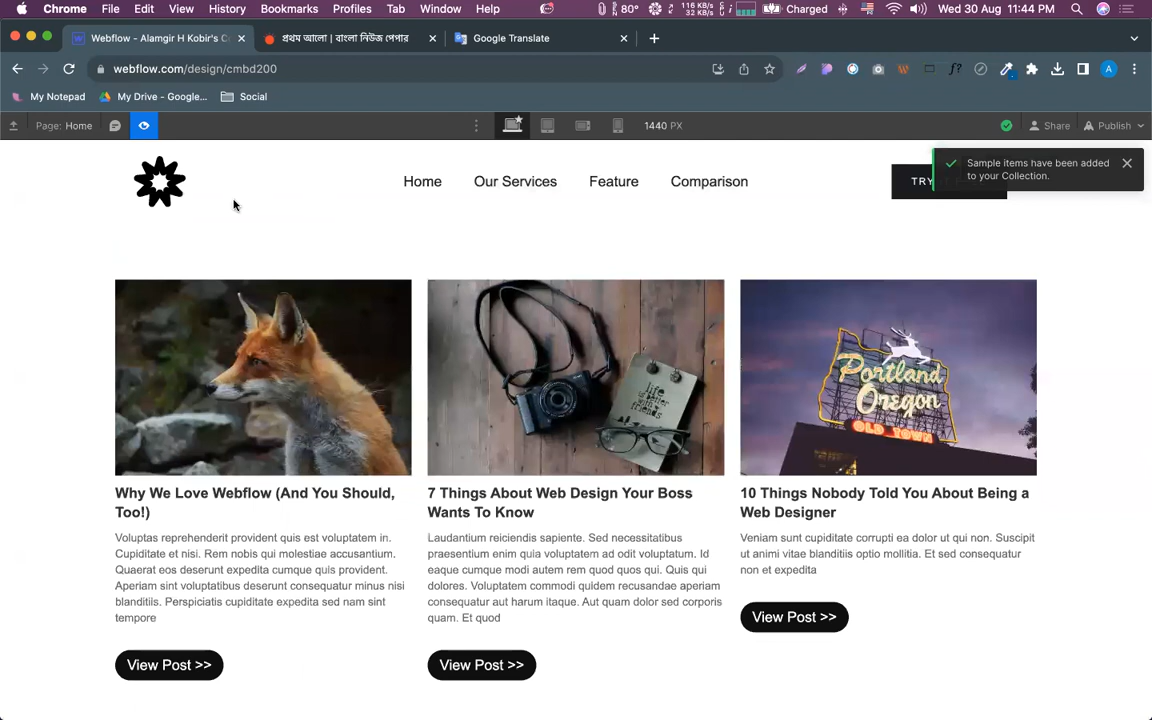 Chrome File Edit View History Bookmarks Profiles Tab Window Help 80° 116 KB/s 32 KB/s Charged Wed 30 Aug 11:44 PM
Webflow - Alamgir H Kobir's C
প্রথম আলো | বাংলা নিউজ পেপার
Google Translate
webflow.com/design/cmbd200
f?
A
My Notepad My Drive - Google... Social
Page: Home 1440 PX Share Publish
Sample items have been added
to your Collection.
Home Our Services Feature Comparison
TRY
Portland
Oregon
OLD TOWN
life is
better
with
friends
Why We Love Webflow (And You Should,
Too!)
Voluptas reprehenderit provident quis est voluptatem in.
Cupiditate et nisi. Rem nobis qui molestiae accusantium.
Quaerat eos deserunt expedita cumque quis provident.
Aperiam sint voluptatibus deserunt consequatur minus nisi
blanditiis. Perspiciatis cupiditate expedita sed nam sint
tempore
View Post >>
7 Things About Web Design Your Boss
Wants To Know
Laudantium reiciendis sapiente. Sed necessitatibus
praesentium enim quia voluptatem ad odit voluptatum. Id
eaque cumque modi autem rem quod quos qui. Quis qui
dolores. Voluptatem commodi quidem recusandae aperiam
consequatur aut harum itaque. Aut quam dolor sed corporis
quam. Et quod
View Post >>
10 Things Nobody Told You About Being a
Web Designer
Veniam sunt cupiditate corrupti ea dolor ut qui non. Suscipit
ut animi vitae blanditiis optio mollitia. Et sed consequatur
non et expedita
View Post >>